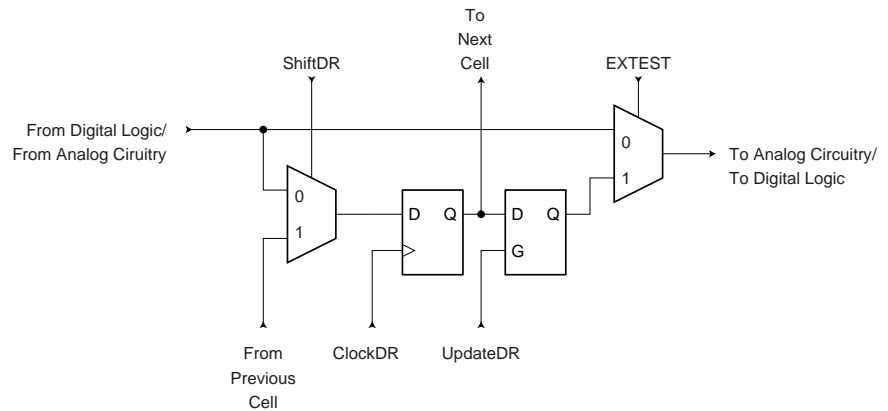 To
Next
Cell
ShiftDR
EXTEST
From Digital Logic/
From Analog Ciruitry
0
1
To Analog Circuitry/
To Digital Logic
0
1
D Q
D Q
G
From
Previous
Cell
ClockDR
UpdateDR